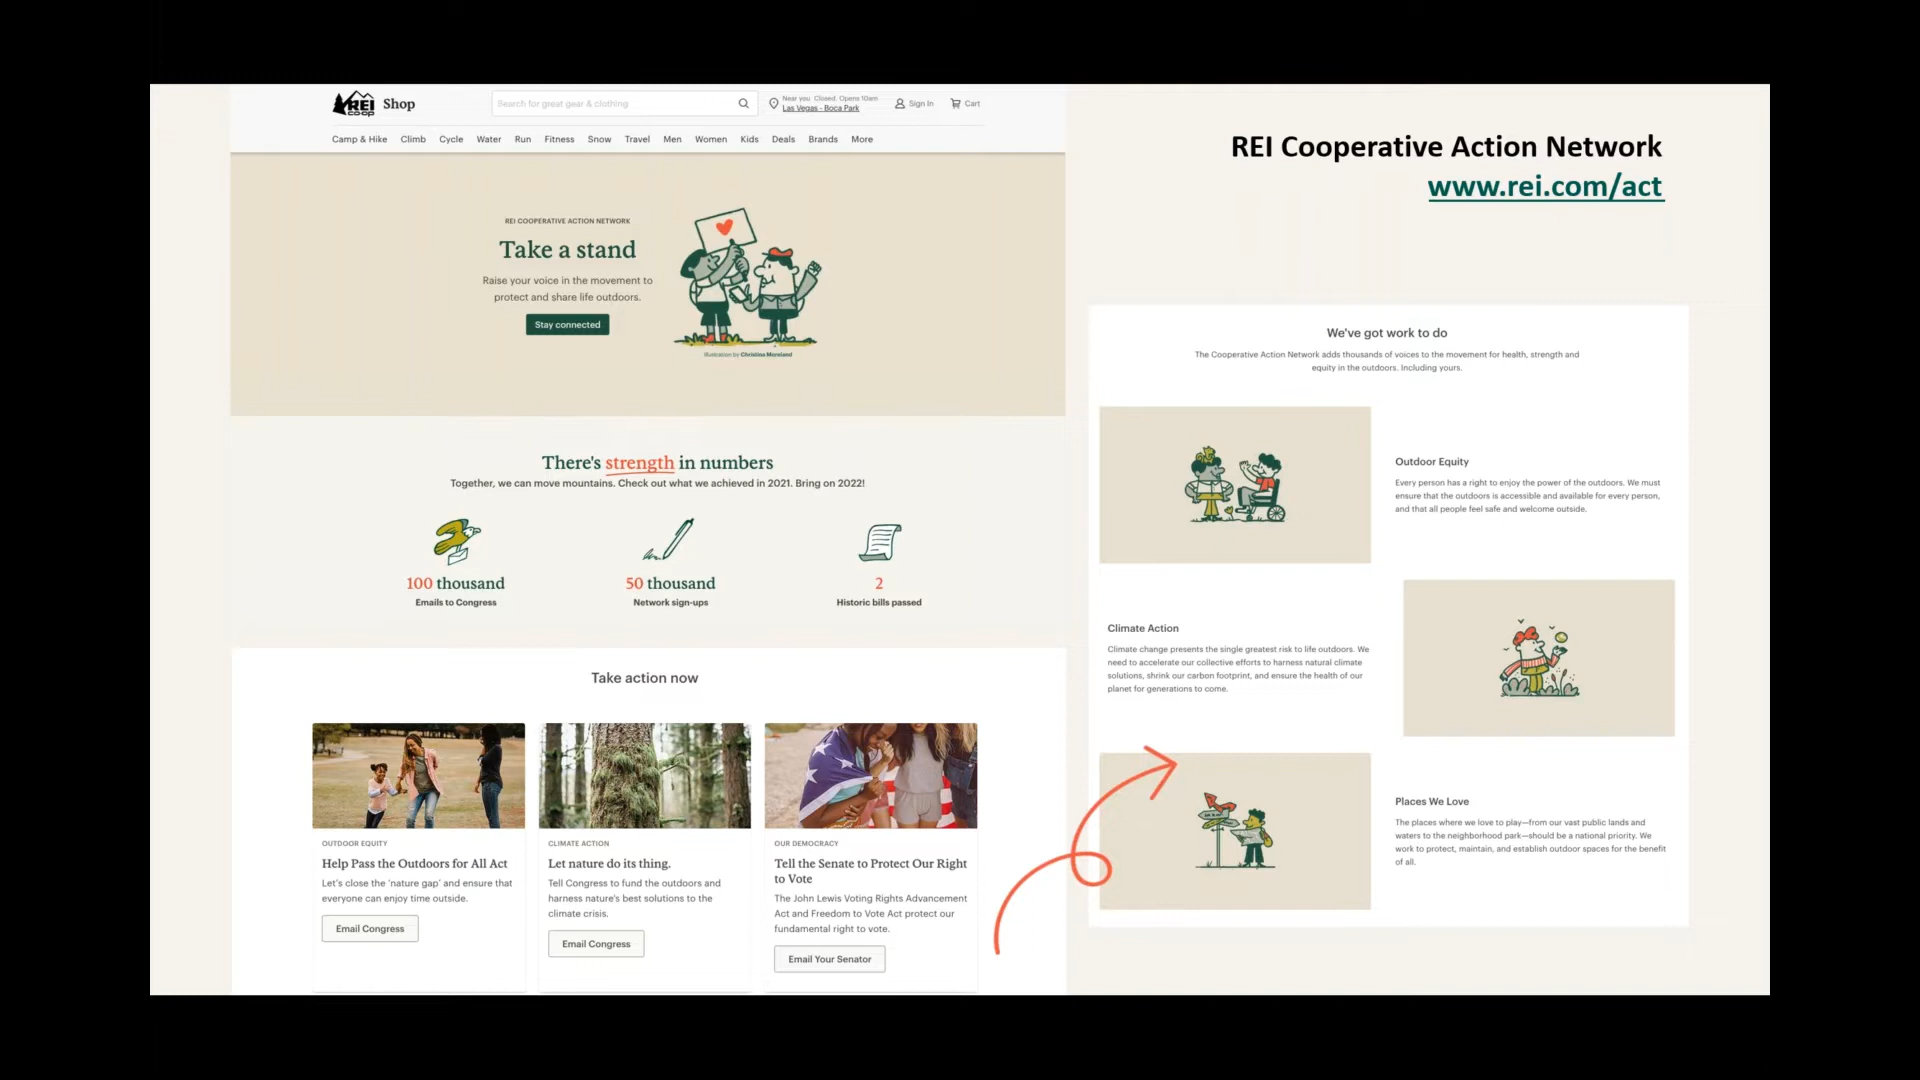 REI
CO-OP
Shop
Search for great gear & clothing
Near you Closed. Opens 10am
Las Vegas - Boca Park
Sign In
Cart
Camp & Hike Climb Cycle Water Run Fitness Snow Travel Men Women Kids Deals Brands More
REI COOPERATIVE ACTION NETWORK
Take a stand
Raise your voice in the movement to
protect and share life outdoors.
Stay connected
Illustration by Christina Moreland
There's strength in numbers
Together, we can move mountains. Check out what we achieved in 2021. Bring on 2022!
100 thousand
Emails to Congress
50 thousand
Network sign-ups
2
Historic bills passed
Take action now
OUTDOOR EQUITY
Help Pass the Outdoors for All Act
Let's close the 'nature gap' and ensure that
everyone can enjoy time outside.
Email Congress
CLIMATE ACTION
Let nature do its thing.
Tell Congress to fund the outdoors and
harness nature's best solutions to the
climate crisis.
Email Congress
OUR DEMOCRACY
Tell the Senate to Protect Our Right
to Vote
The John Lewis Voting Rights Advancement
Act and Freedom to Vote Act protect our
fundamental right to vote.
Email Your Senator
REI Cooperative Action Network
www.rei.com/act
We've got work to do
The Cooperative Action Network adds thousands of voices to the movement for health, strength and
equity in the outdoors. Including yours.
Outdoor Equity
Every person has a right to enjoy the power of the outdoors. We must
ensure that the outdoors is accessible and available for every person,
and that all people feel safe and welcome outside.
Climate Action
Climate change presents the single greatest risk to life outdoors. We
need to accelerate our collective efforts to harness natural climate
solutions, shrink our carbon footprint, and ensure the health of our
planet for generations to come.
Places We Love
The places where we love to play—from our vast public lands and
waters to the neighborhood park—should be a national priority. We
work to protect, maintain, and establish outdoor spaces for the benefit
of all.